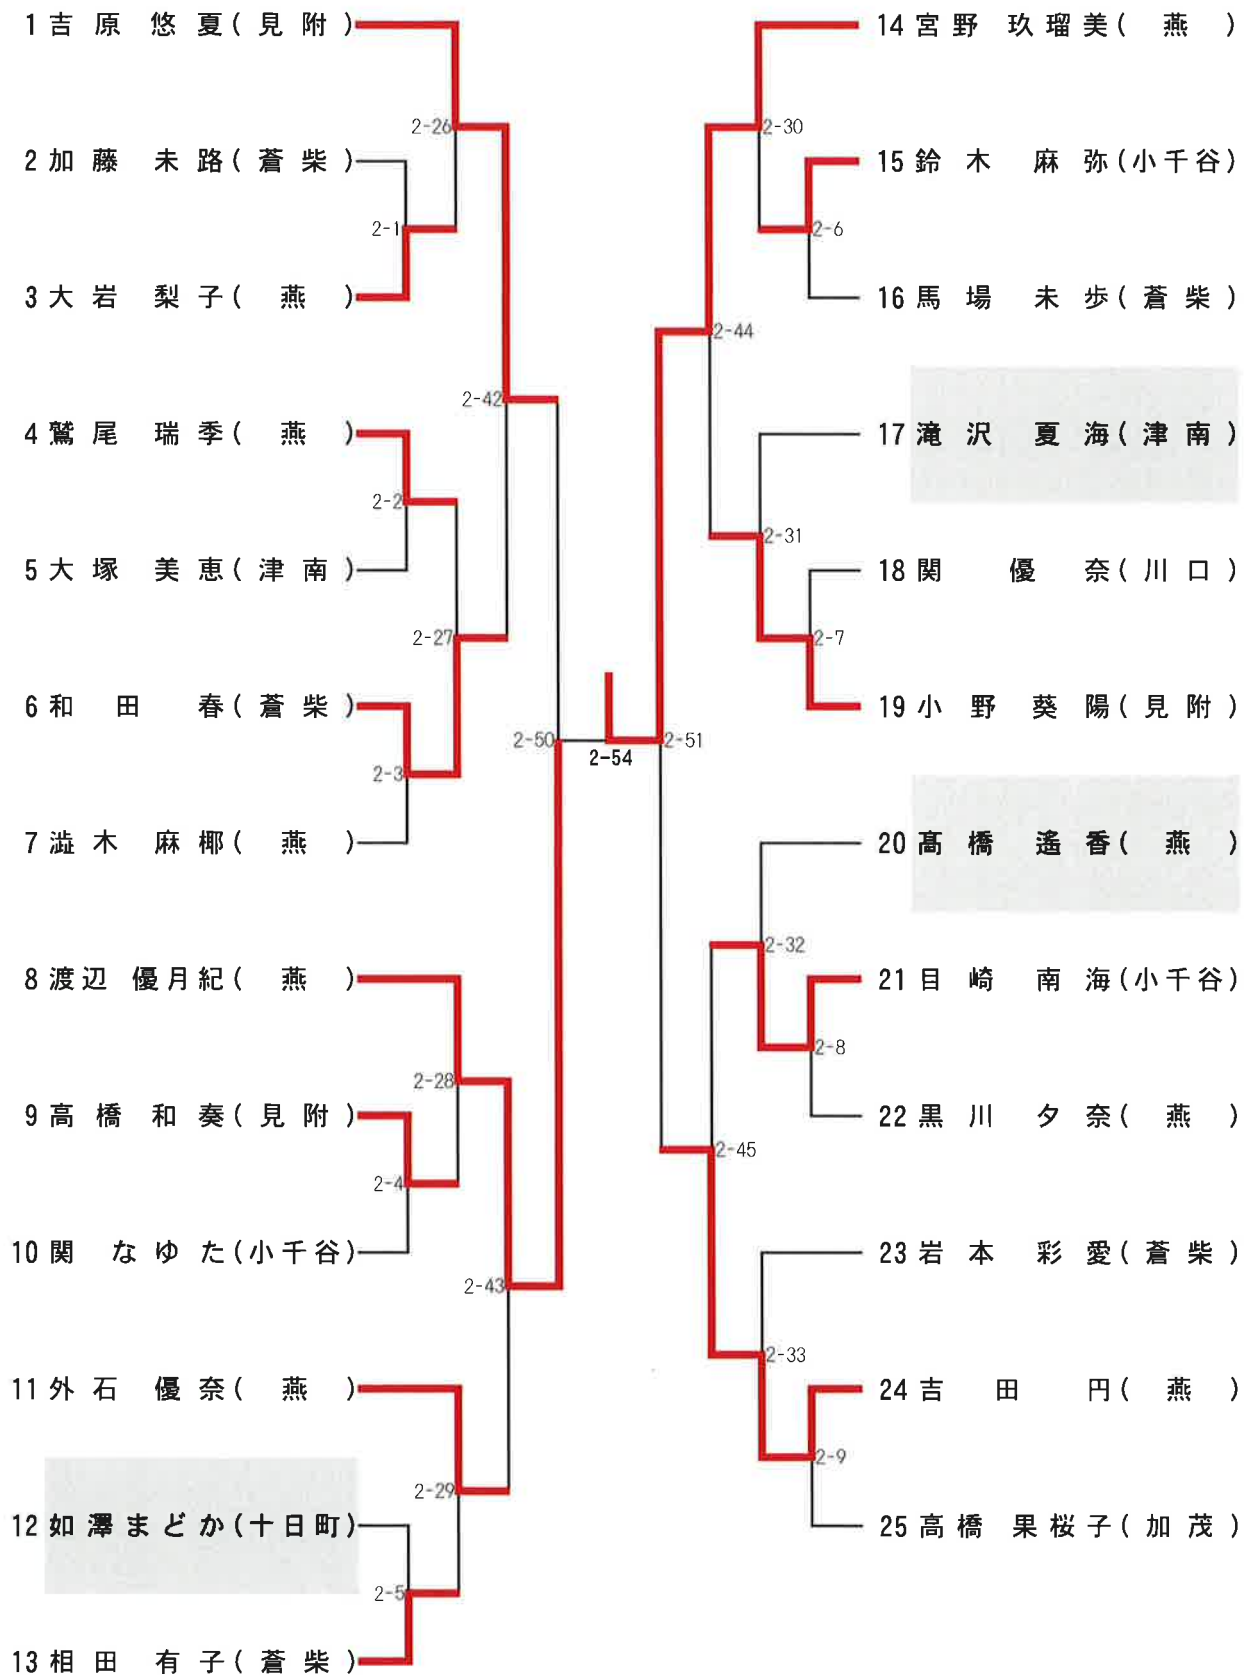 1 吉原 悠夏(見附)
2 加藤 未路(蒼柴)
3 大岩 梨子(燕)
4 鷲尾 瑞季(燕)
5 大塚 美恵(津南)
6 和田 春(蒼柴)
7 澁木 麻椰(燕)
8 渡辺 優月紀(燕)
9 高橋 和奏(見附)
10 関 なゆた(小千谷)
11 外石 優奈(燕)
12 如澤 まどか(十日町)
13 相田 有子(蒼柴)
2-26
2-1
2-42
2-2
2-27
2-3
2-50
2-28
2-4
2-43
2-29
2-5
2-54
14 宮野 玖瑠美(燕)
15 鈴木 麻弥(小千谷)
16 馬場 未歩(蒼柴)
17 滝沢 夏海(津南)
18 関 優奈(川口)
19 小野 葵陽(見附)
20 髙橋 遙香(燕)
21 目崎 南海(小千谷)
22 黒川 夕奈(燕)
23 岩本 彩愛(蒼柴)
24 吉田 円(燕)
25 高橋 果桜子(加茂)
2-30
2-6
2-44
2-31
2-7
2-51
2-32
2-8
2-45
2-33
2-9